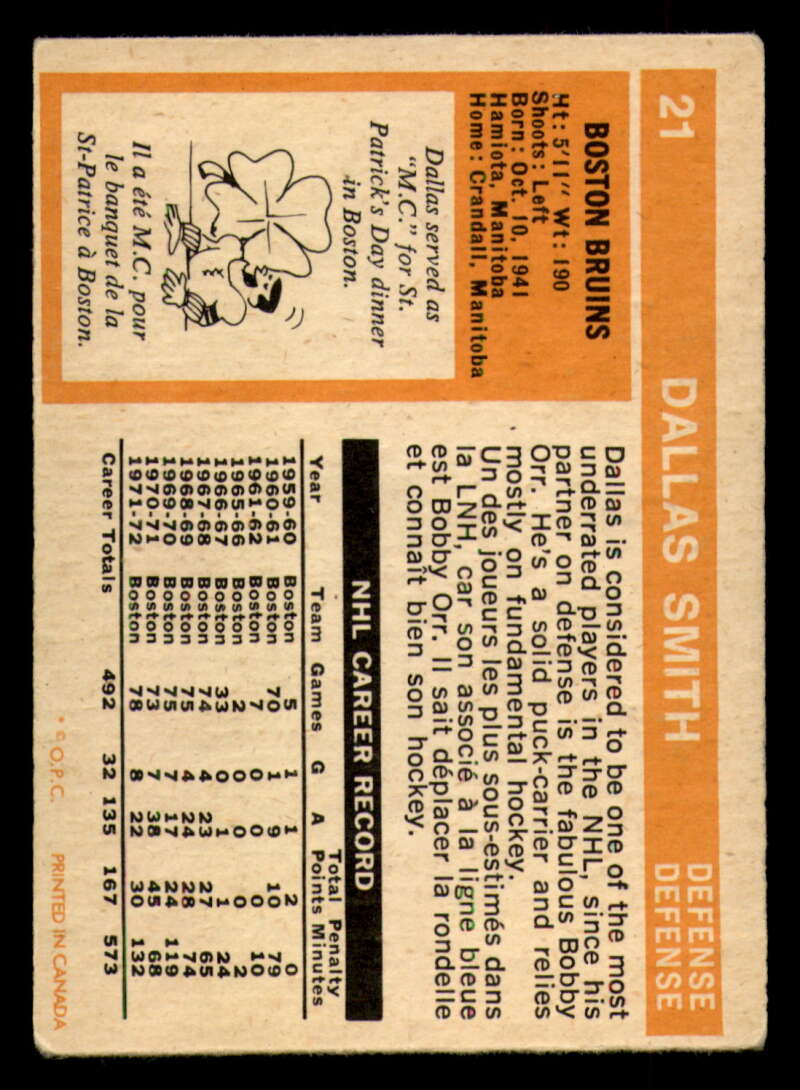 21 DALLAS SMITH DEFENSE
DEFENSE
BOSTON BRUINS
Ht: 5'11" Wt: 190
Shoots: Left
Born: Oct. 10, 1941
Hamiota, Manitoba
Home: Crandall, Manitoba
Dallas served as
"M.C." for St.
Patrick's Day dinner
in Boston.
Il a été M.C. pour
le banquet de la
St-Patrice à Boston.
Dallas is considered to be one of the most
underrated players in the NHL, since his
partner on defense is the fabulous Bobby
Orr. He's a solid puck-carrier and relies
mostly on fundamental hockey.
Un des joueurs les plus sous-estimés dans
la LNH, car son associé à la ligne bleue
est Bobby Orr. Il sait déplacer la rondelle
et connaît bien son hockey.
NHL CAREER RECORD
Total Penalty
Year Team Games G A Points Minutes
1959-60 Boston 5 1 1 2 0
1960-61 Boston 70 1 9 10 79
1961-62 Boston 7 0 0 0 10
1965-66 Boston 2 0 0 0 2
1966-67 Boston 33 0 1 1 24
1967-68 Boston 74 4 23 27 65
1968-69 Boston 75 4 24 28 74
1969-70 Boston 75 7 17 24 119
1970-71 Boston 73 7 38 45 68
1971-72 Boston 78 8 22 30 132
Career Totals 492 32 135 167 573
* © O.P.C. PRINTED IN CANADA